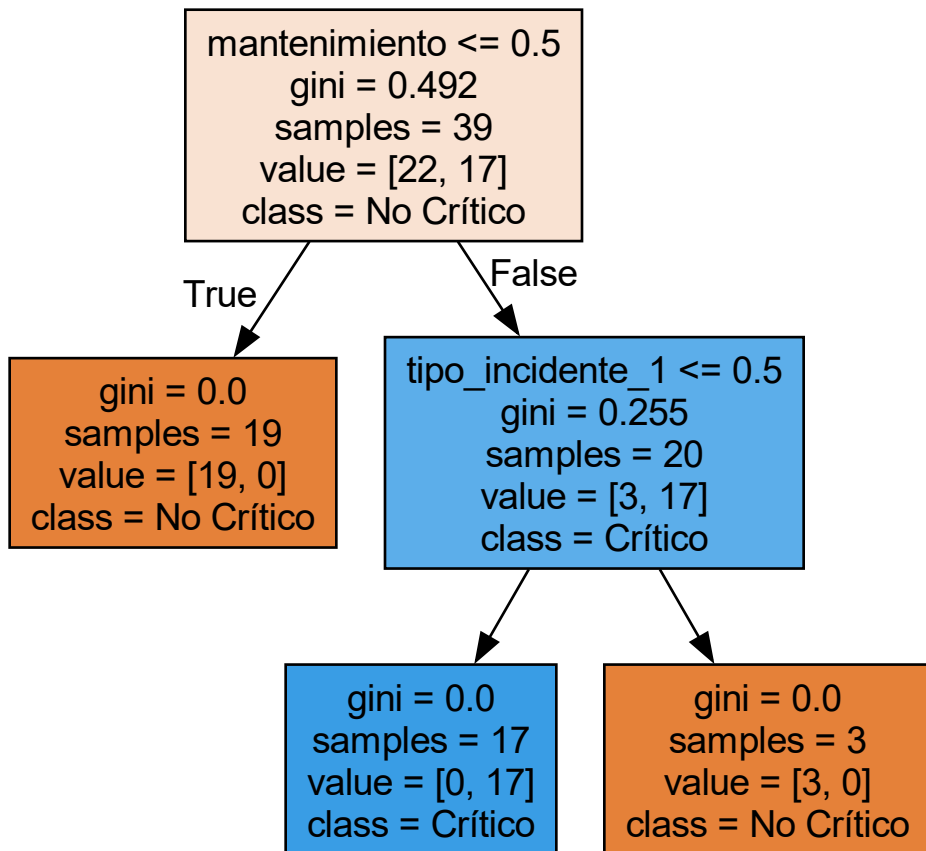 mantenimiento <= 0.5
gini = 0.492
samples = 39
value = [22, 17]
class = No Crítico
True
False
gini = 0.0
samples = 19
value = [19, 0]
class = No Crítico
tipo_incidente_1 <= 0.5
gini = 0.255
samples = 20
value = [3, 17]
class = Crítico
gini = 0.0
samples = 17
value = [0, 17]
class = Crítico
gini = 0.0
samples = 3
value = [3, 0]
class = No Crítico